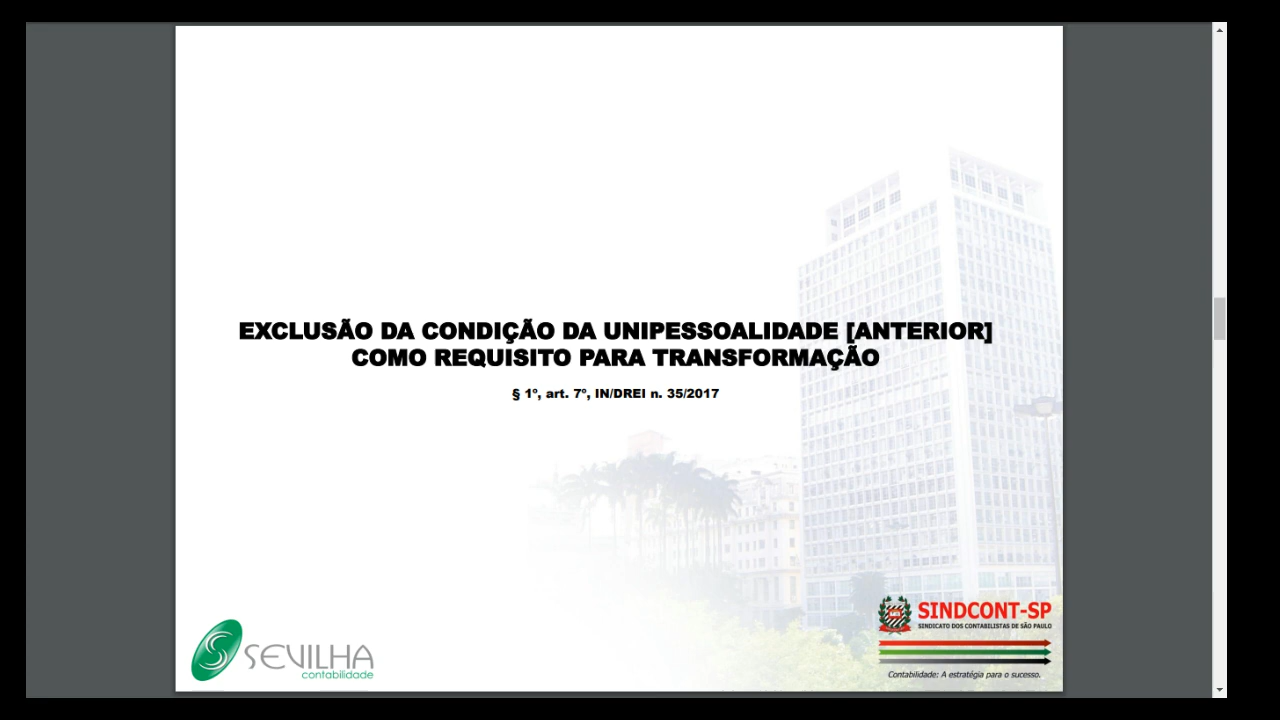 EXCLUSÃO DA CONDIÇÃO DA UNIPESSOALIDADE [ANTERIOR]
COMO REQUISITO PARA TRANSFORMAÇÃO
§ 1º, art. 7º, IN/DREI n. 35/2017
SEVILHA
contabilidade
SINDCONT-SP
SINDICATO DOS CONTABILISTAS DE SÃO PAULO
Contabilidade: A estratégia para o sucesso.